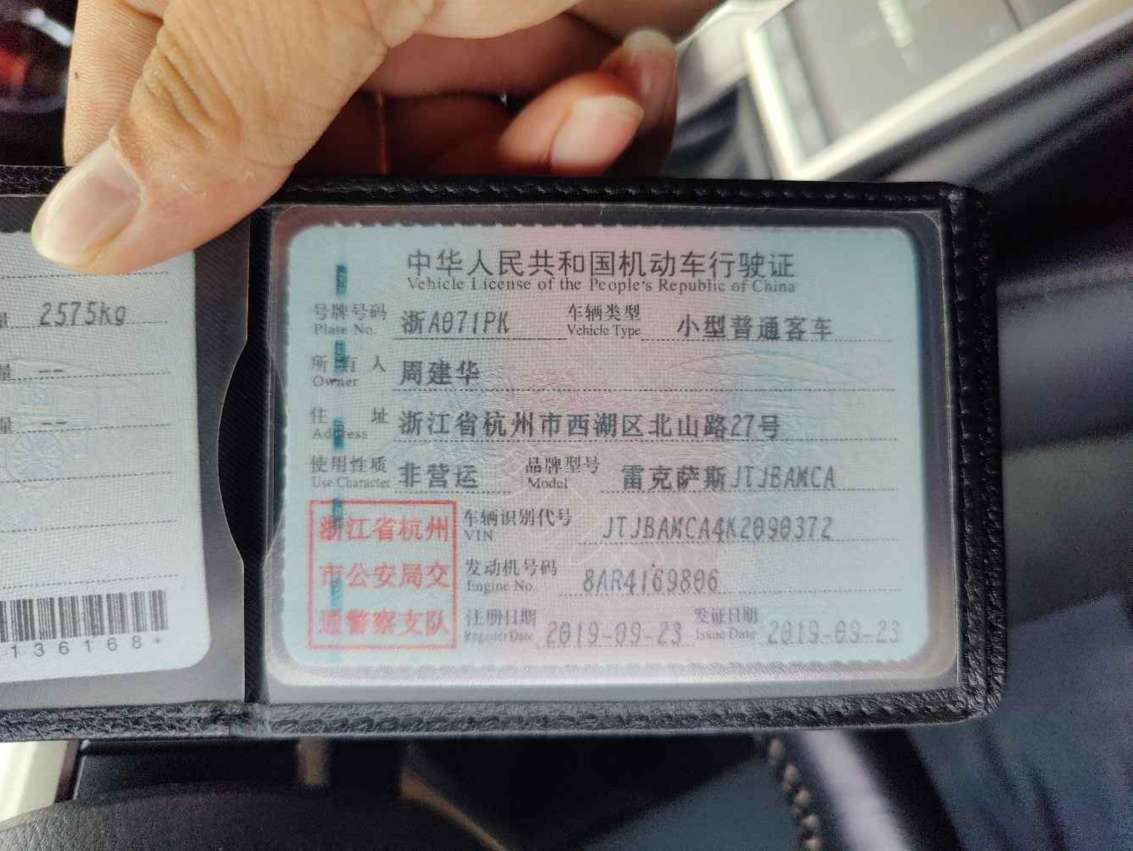 量 2575kg
量 --
量 --
136168*
中华人民共和国机动车行驶证
Vehicle License of the People's Republic of China
号牌号码 浙A071PK 车辆类型 小型普通客车
Plate No. Vehicle Type
所有人 周建华
Owner
住址 浙江省杭州市西湖区北山路27号
Address
使用性质 非营运 品牌型号 雷克萨斯JTJBAMCA
Use Character Model
浙江省杭州
市公安局交
通警察支队
车辆识别代号 JTJBAMCA4K2090372
VIN
发动机号码 8AR4169806
Engine No.
注册日期 2019-09-23 发证日期 2019-09-23
Register Date Issue Date